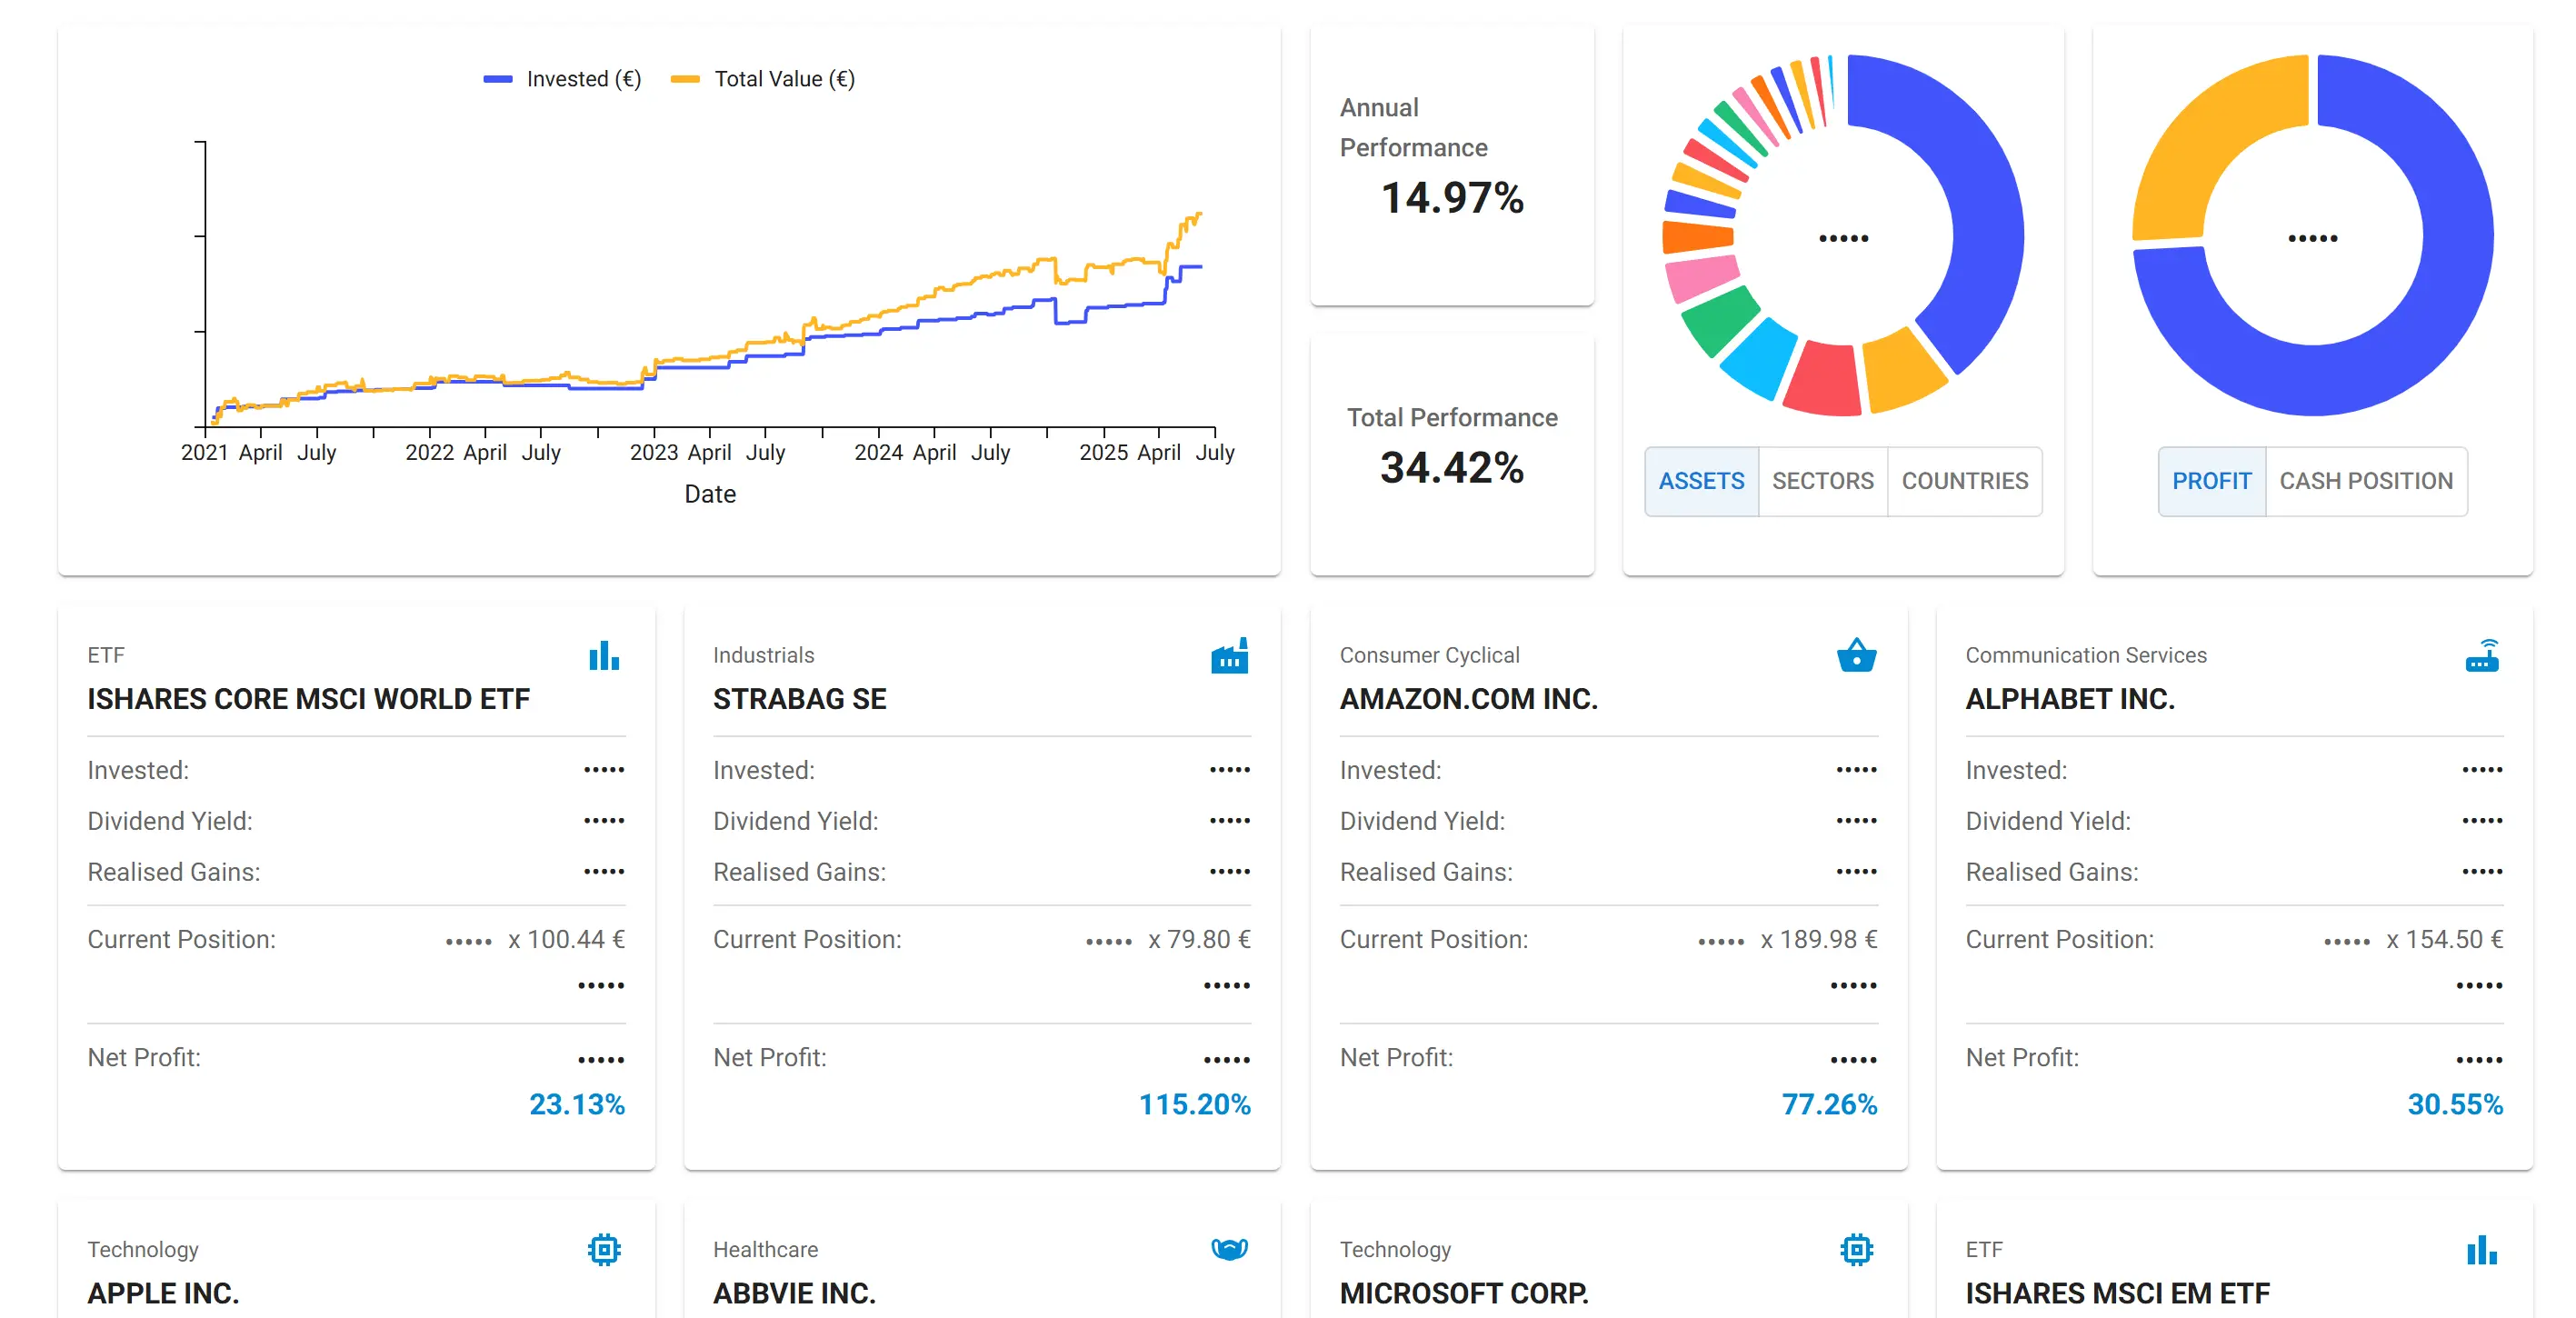 Invested (€) Total Value (€)
2021 April July 2022 April July 2023 April July 2024 April July 2025 April July
Date
Annual
Performance
14.97%
Total Performance
34.42%
•••••
ASSETS SECTORS COUNTRIES
•••••
PROFIT CASH POSITION
ETF
ISHARES CORE MSCI WORLD ETF
Invested: •••••
Dividend Yield: •••••
Realised Gains: •••••
Current Position: ••••• x 100.44 €
•••••
Net Profit: •••••
23.13%
Industrials
STRABAG SE
Invested: •••••
Dividend Yield: •••••
Realised Gains: •••••
Current Position: ••••• x 79.80 €
•••••
Net Profit: •••••
115.20%
Consumer Cyclical
AMAZON.COM INC.
Invested: •••••
Dividend Yield: •••••
Realised Gains: •••••
Current Position: ••••• x 189.98 €
•••••
Net Profit: •••••
77.26%
Communication Services
ALPHABET INC.
Invested: •••••
Dividend Yield: •••••
Realised Gains: •••••
Current Position: ••••• x 154.50 €
•••••
Net Profit: •••••
30.55%
Technology
APPLE INC.
Healthcare
ABBVIE INC.
Technology
MICROSOFT CORP.
ETF
ISHARES MSCI EM ETF